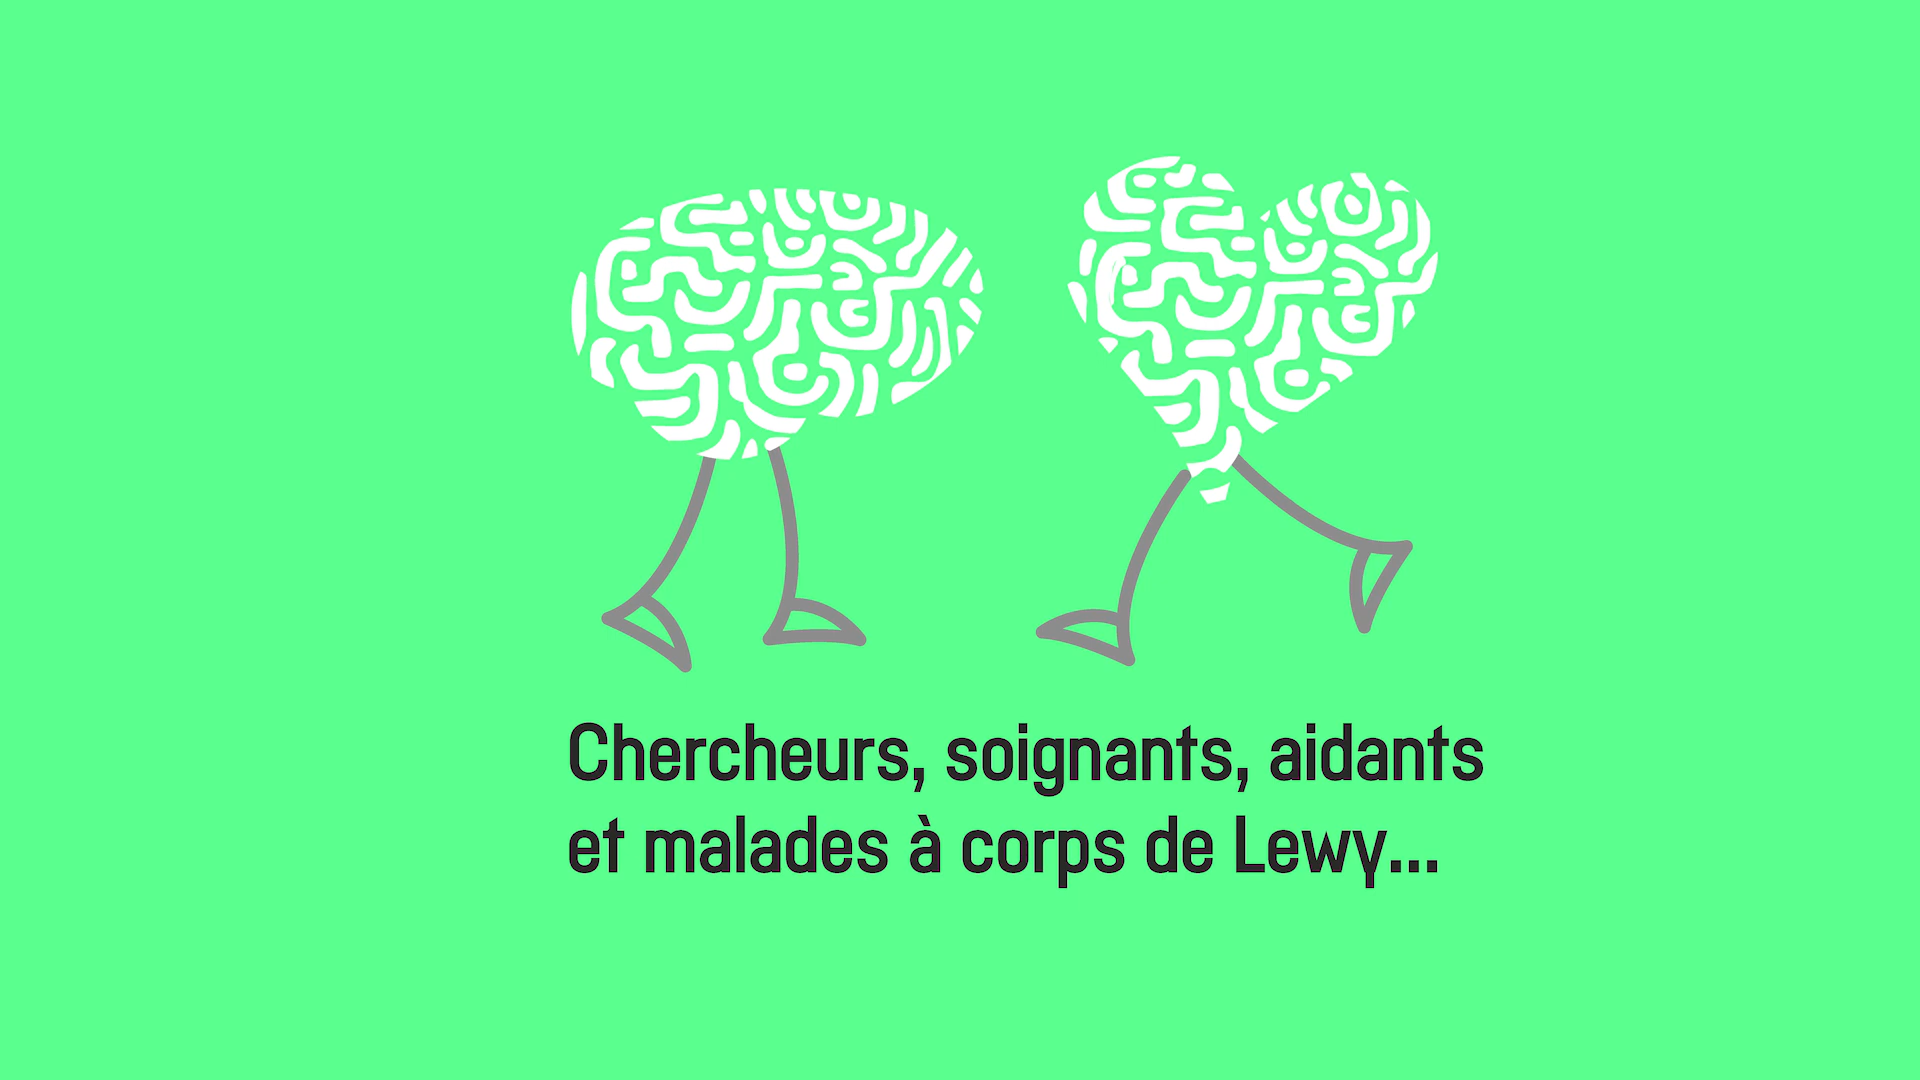 Chercheurs, soignants, aidants
et malades à corps de Lewy...